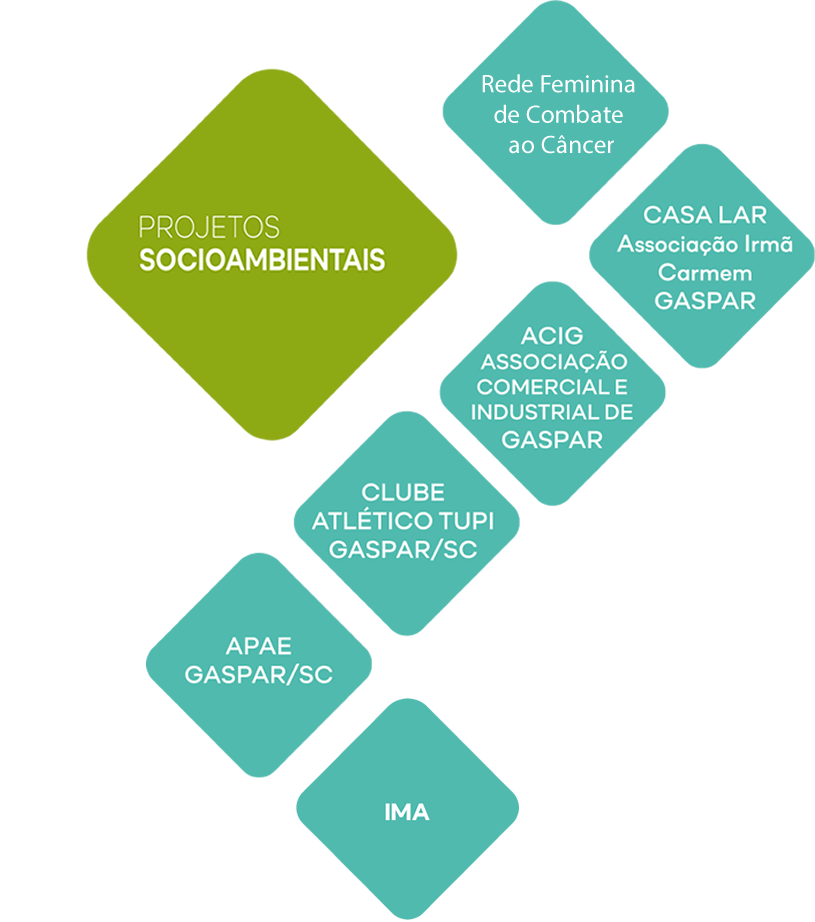 PROJETOS
SOCIOAMBIENTAIS
Rede Feminina
de Combate
ao Câncer
CASA LAR
Associação Irmã
Carmem
GASPAR
ACIG
ASSOCIAÇÃO
COMERCIAL E
INDUSTRIAL DE
GASPAR
CLUBE
ATLÉTICO TUPI
GASPAR/SC
APAE
GASPAR/SC
IMA